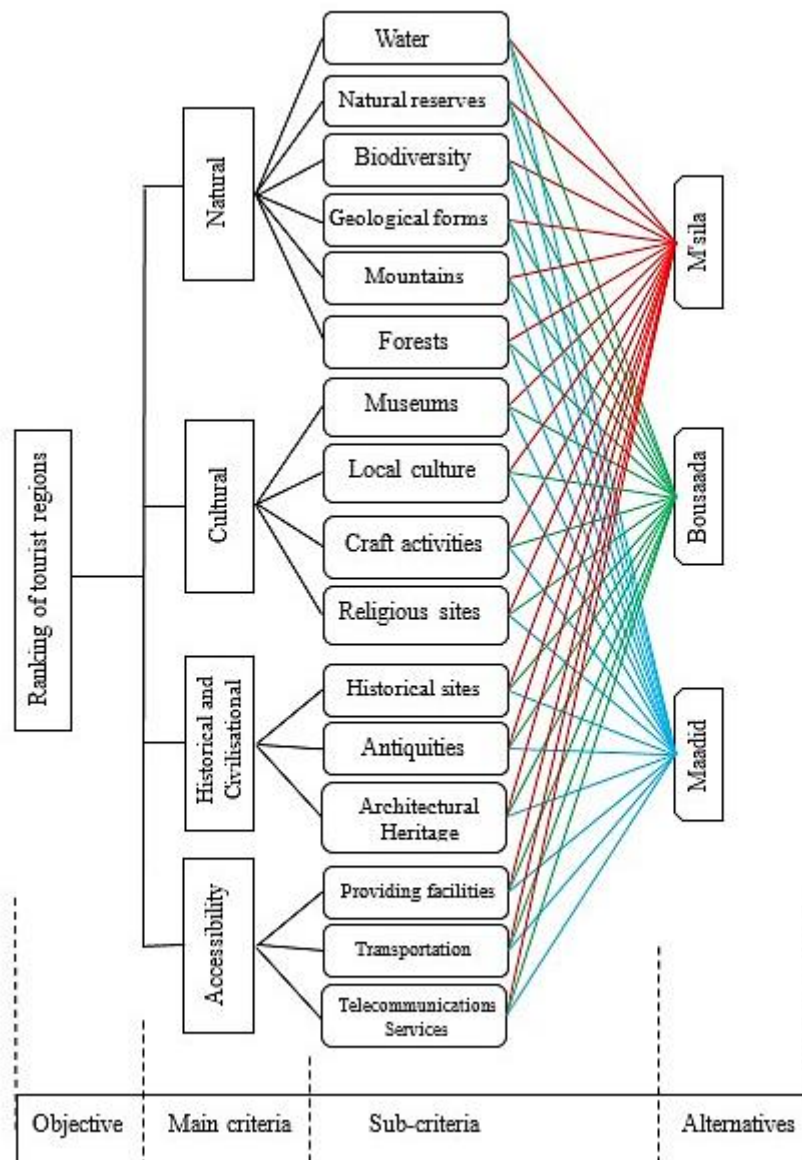 Ranking of tourist regions
Natural
Cultural
Historical and
Civilisational
Accessibility
Water
Natural reserves
Biodiversity
Geological forms
Mountains
Forests
Museums
Local culture
Craft activities
Religious sites
Historical sites
Antiquities
Architectural
Heritage
Providing facilities
Transportation
Telecommunications
Services
M'sila
Bousaada
Maadid
Objective
Main criteria
Sub-criteria
Alternatives